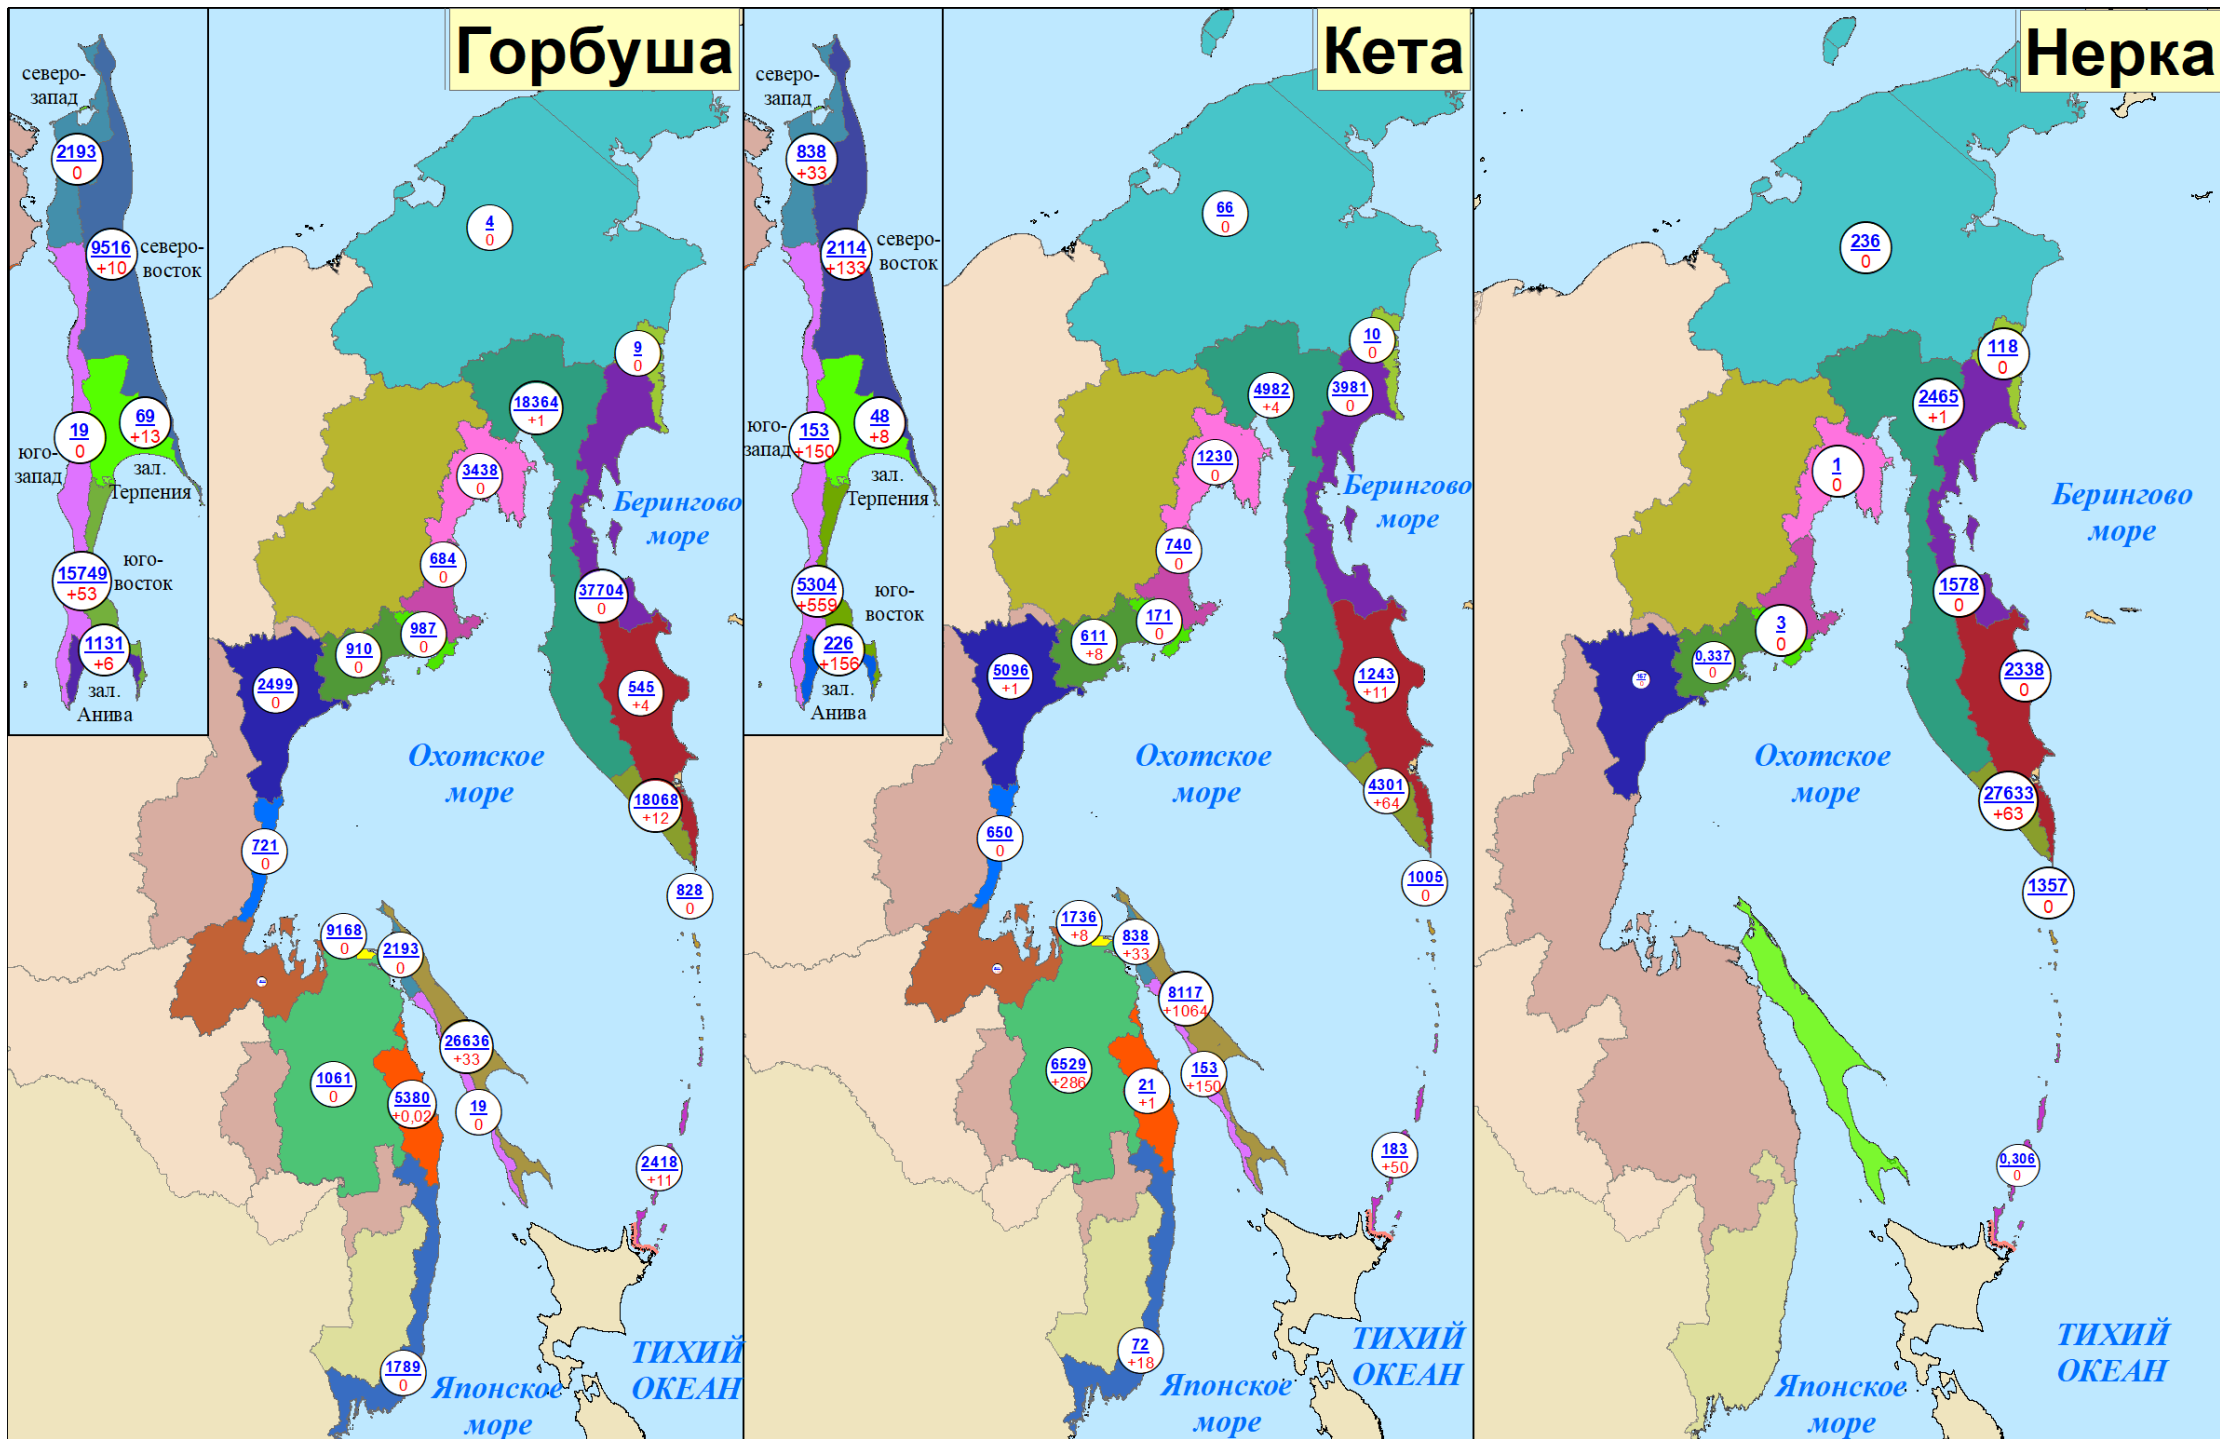 Горбуша
северо-
запад
2193
0
9516
+10
северо-
восток
19
0
69
+13
юго-
запад
зал.
Терпения
15749
+53
юго-
восток
1131
+6
зал.
Анива
4
0
9
0
18364
+1
3438
0
Берингово
море
684
0
37704
0
987
0
910
0
2499
0
545
+4
Охотское
море
18068
+12
721
0
828
0
9168
0
2193
0
26636
+33
1061
0
5380
+0,02
19
0
2418
+11
1789
0
ТИХИЙ
ОКЕАН
Японское
море
Кета
северо-
запад
838
+33
2114
+133
северо-
восток
153
+150
48
+8
юго-
запад
зал.
Терпения
5304
+559
юго-
восток
226
+156
зал.
Анива
66
0
10
0
4982
+4
3981
0
1230
0
Берингово
море
740
0
171
0
611
+8
5096
+1
1243
+11
Охотское
море
4301
+64
650
0
1005
0
1736
+8
838
+33
8117
+1064
6529
+286
153
+150
21
+1
183
+50
72
+18
ТИХИЙ
ОКЕАН
Японское
море
Нерка
236
0
118
0
2465
+1
1
0
Берингово
море
1578
0
3
0
0,337
0
167
0
2338
0
Охотское
море
27633
+63
1357
0
0,306
0
ТИХИЙ
ОКЕАН
Японское
море